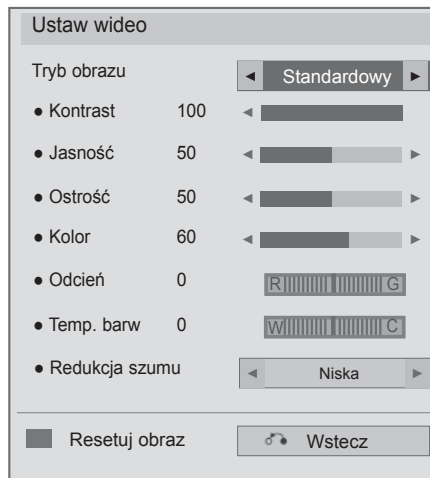 Ustaw wideo
Tryb obrazu ◄ Standardowy ►
● Kontrast 100 ◄
● Jasność 50 ◄ ►
● Ostrość 50 ◄ ►
● Kolor 60 ◄ ►
● Odcień 0 R G
● Temp. barw 0 W C
● Redukcja szumu ◄ Niska ►
Resetuj obraz Wstecz